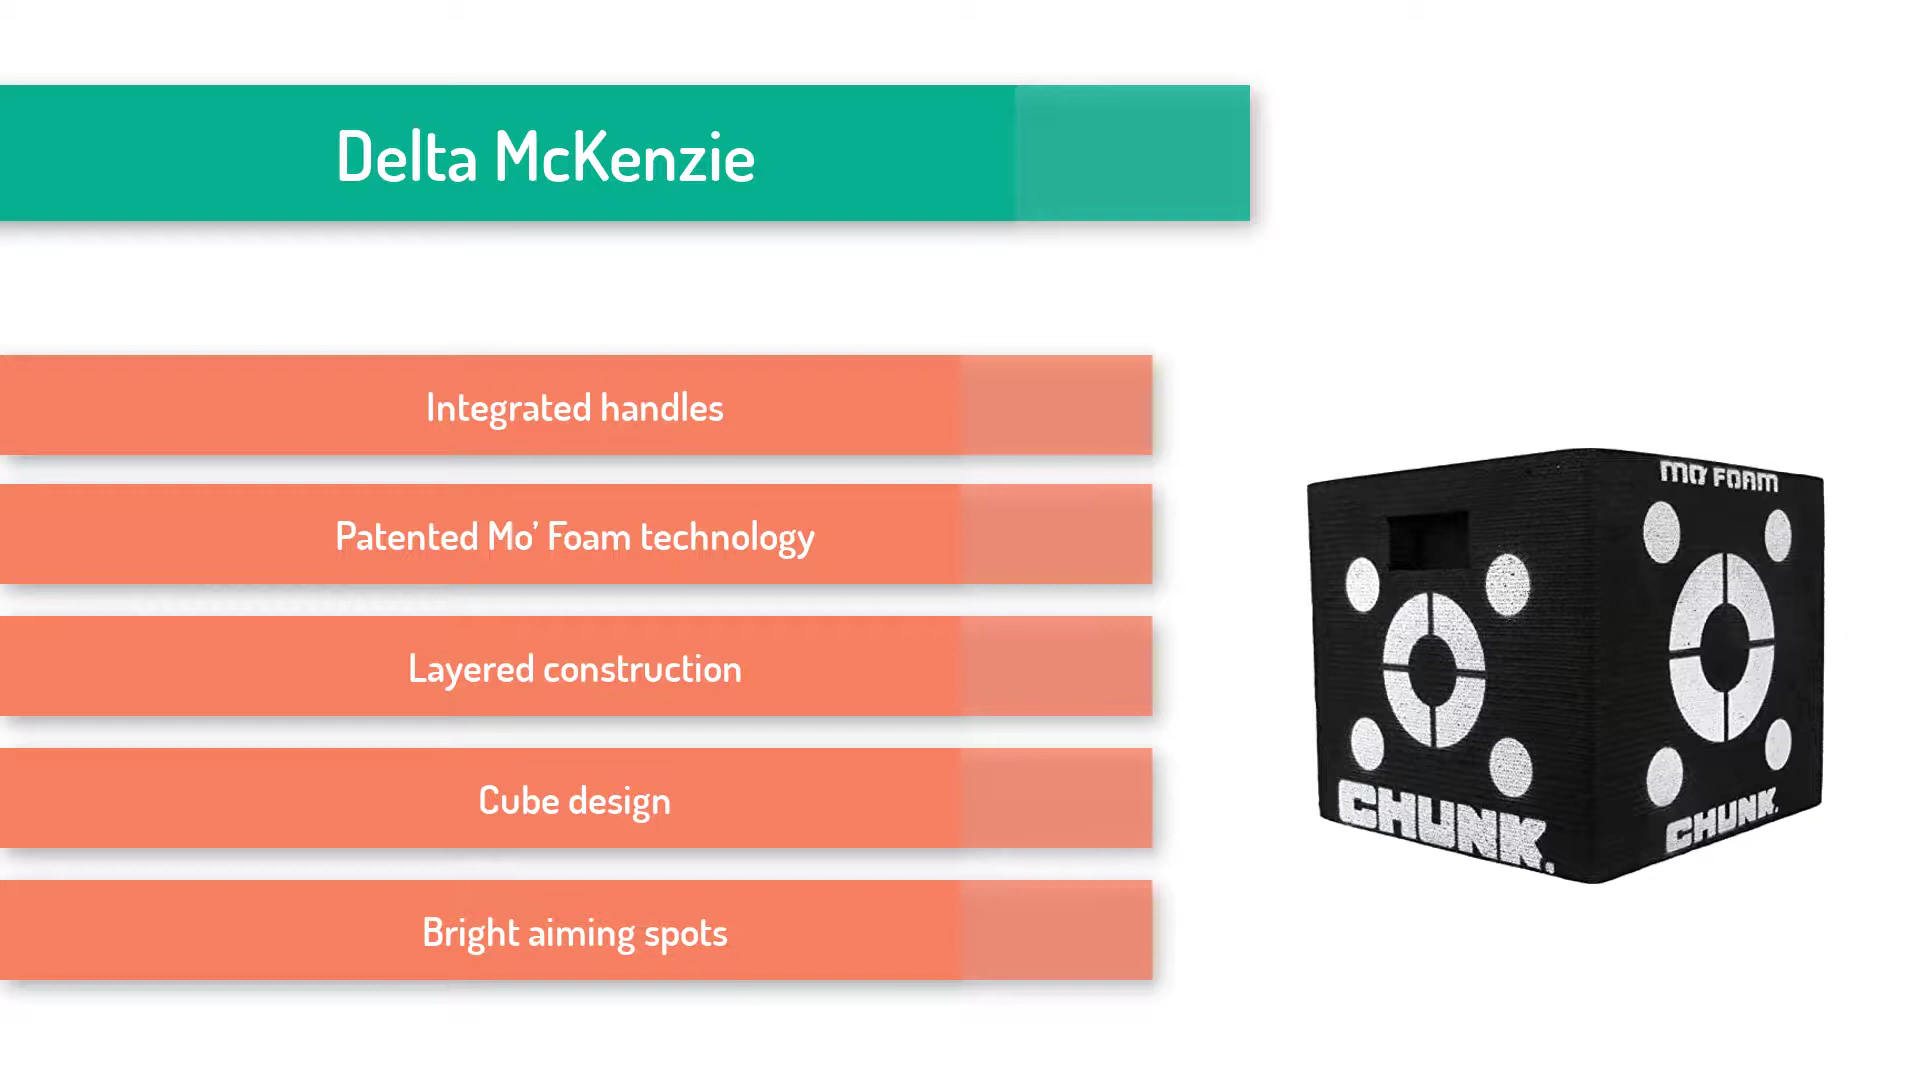 Delta McKenzie
Integrated handles
Patented Mo’ Foam technology
Layered construction
Cube design
Bright aiming spots
MO' FOAM
CHUNK.
CHUNK.